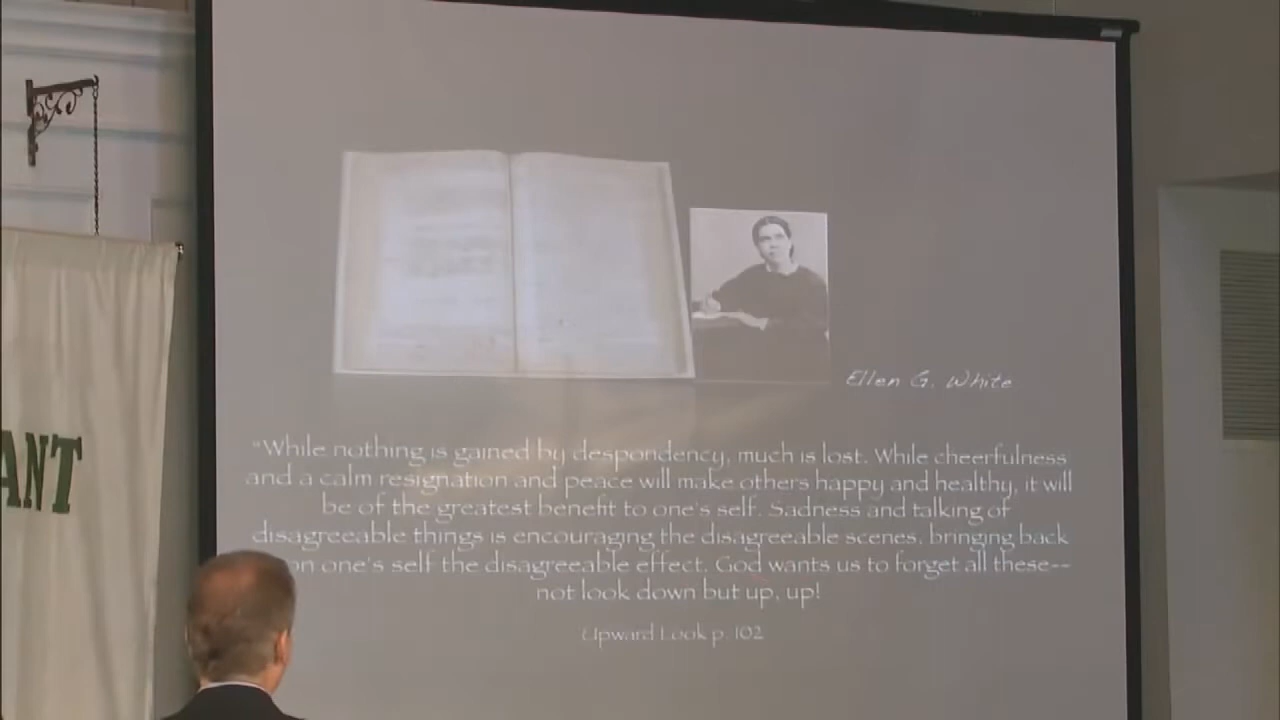 ANT
Ellen G. White
"While nothing is gained by despondency, much is lost. While cheerfulness
and a calm resignation and peace will make others happy and healthy, it will
be of the greatest benefit to one's self. Sadness and talking of
disagreeable things is encouraging the disagreeable scenes, bringing back
on one's self the disagreeable effect. God wants us to forget all these--
not look down but up, up!
Upward Look p. 102